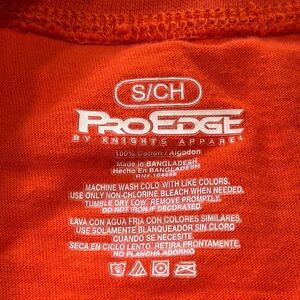 S/CH
PROEDGE
BY KNIGHTS APPAREL
100% Cotton / Algodon
Made in BANGLADESH
Hecho En BANGLADESH
MACHINE WASH COLD WITH LIKE COLORS.
USE ONLY NON-CHLORINE BLEACH WHEN NEEDED.
TUMBLE DRY LOW. REMOVE PROMPTLY.
DO NOT IRON IF DECORATED.
LAVA CON AGUA FRIA CON COLORES SIMILARES.
USE SOLAMENTE BLANQUEADOR SIN CLORO
CUANDO SEA NECESARIO.
SECA EN CICLO LENTO. RETIRA PRONTAMENTE.
NO PLANCHA ADORNO